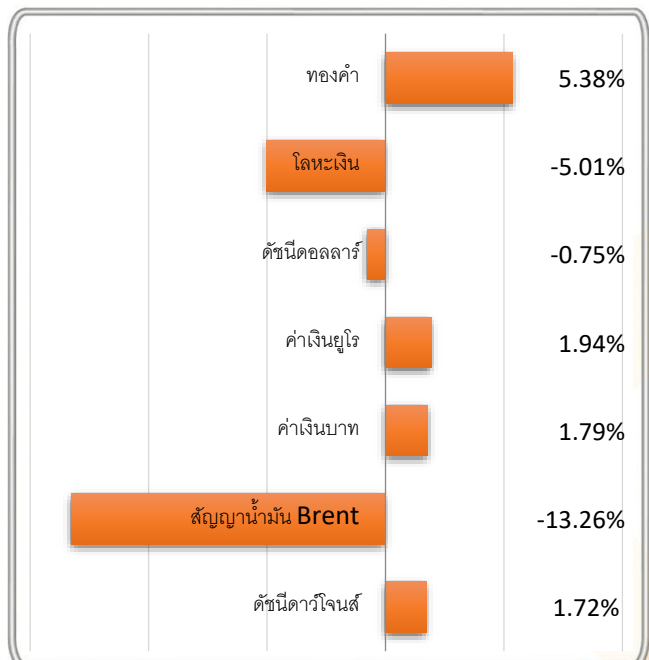 ทองคำ 5.38%
โลหะเงิน -5.01%
ดัชนีดอลลาร์ -0.75%
ค่าเงินยูโร 1.94%
ค่าเงินบาท 1.79%
สัญญาน้ำมัน Brent -13.26%
ดัชนีดาวโจนส์ 1.72%